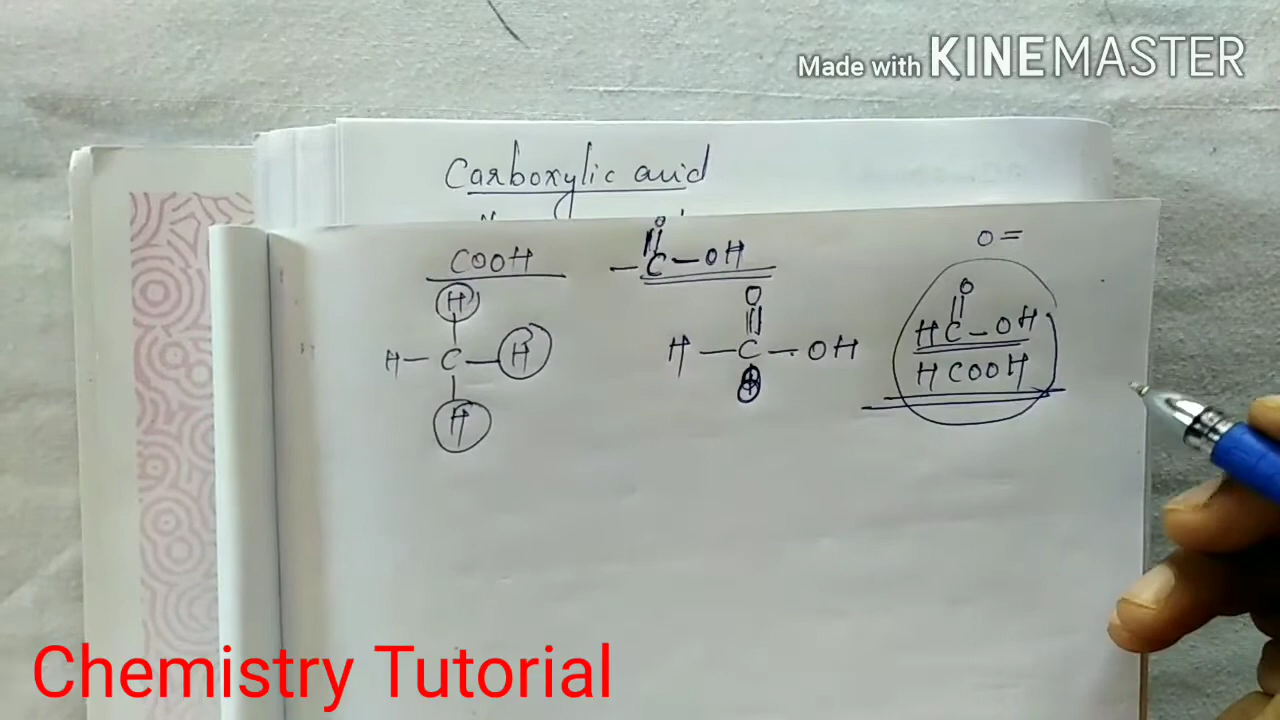 Made with KINEMASTER
Carboxylic acid
COOH
O
-C-OH
O=
H
H-C-H
H
O
H-C-OH
O
HC-OH
HCOOH
Chemistry Tutorial